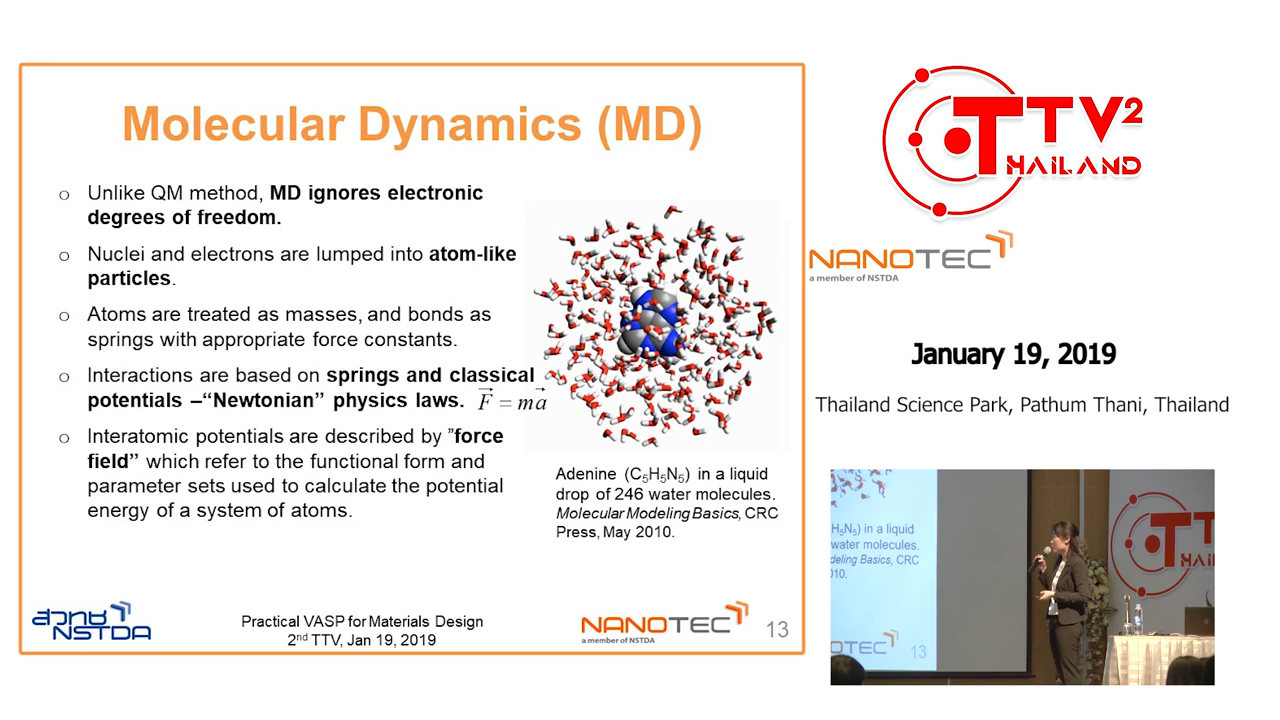 Molecular Dynamics (MD)
o Unlike QM method, MD ignores electronic
degrees of freedom.
o Nuclei and electrons are lumped into atom-like
particles.
o Atoms are treated as masses, and bonds as
springs with appropriate force constants.
o Interactions are based on springs and classical
potentials –“Newtonian” physics laws. F = ma
o Interatomic potentials are described by ”force
field” which refer to the functional form and
parameter sets used to calculate the potential
energy of a system of atoms.
Adenine (C5H5N5) in a liquid
drop of 246 water molecules.
Molecular Modeling Basics, CRC
Press, May 2010.
สวทช
NSTDA
Practical VASP for Materials Design
2nd TTV, Jan 19, 2019
NANOTEC
a member of NSTDA
13
TTV2
THAILAND
NANOTEC
a member of NSTDA
January 19, 2019
Thailand Science Park, Pathum Thani, Thailand
H5N5) in a liquid
water molecules.
deling Basics, CRC
010.
OTEC
13
TT
HAIL